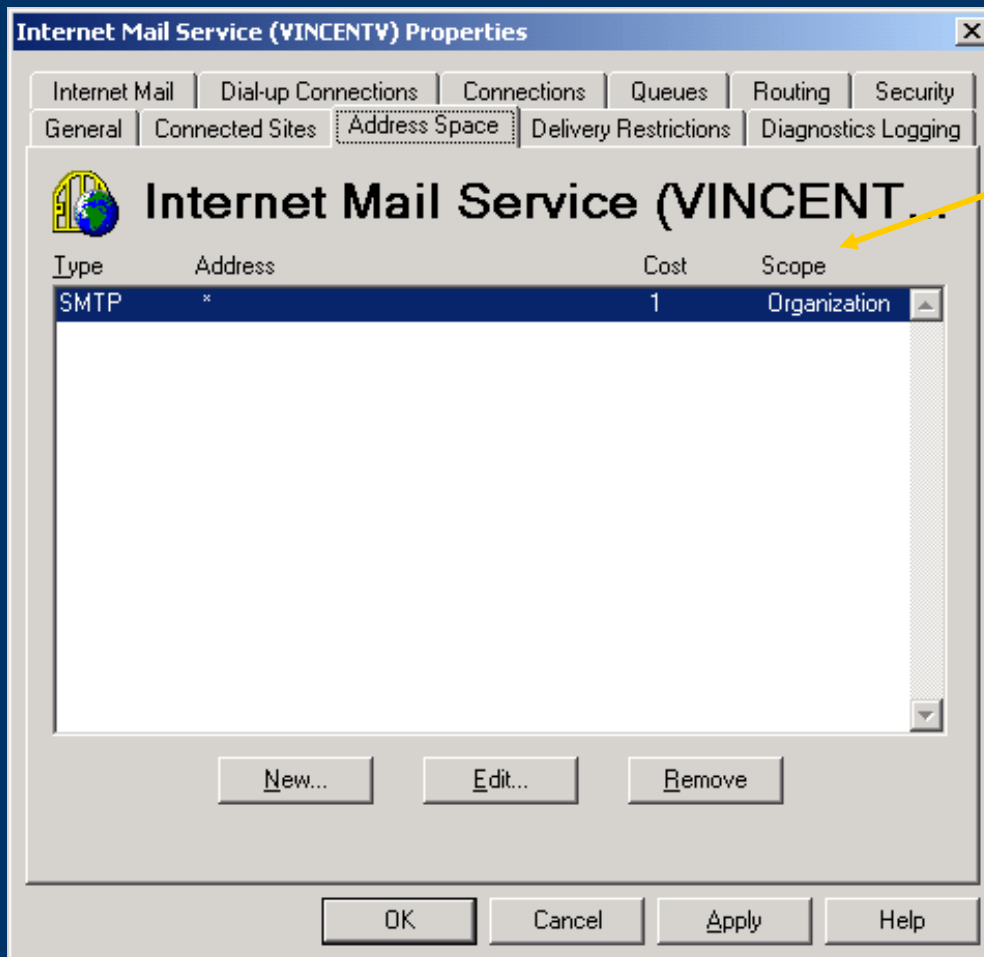 Internet Mail Service (VINCENTV) Properties
Internet Mail Dial-up Connections Connections Queues Routing Security
General Connected Sites Address Space Delivery Restrictions Diagnostics Logging
Internet Mail Service (VINCENT...
Type Address Cost Scope
SMTP * 1 Organization
New... Edit... Remove
OK Cancel Apply Help